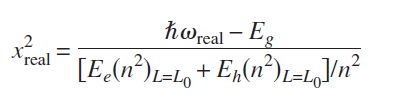 x²_real = (ℏω_real − E_g) / ([E_e(n²)_{L=L₀} + E_h(n²)_{L=L₀}]/n²)